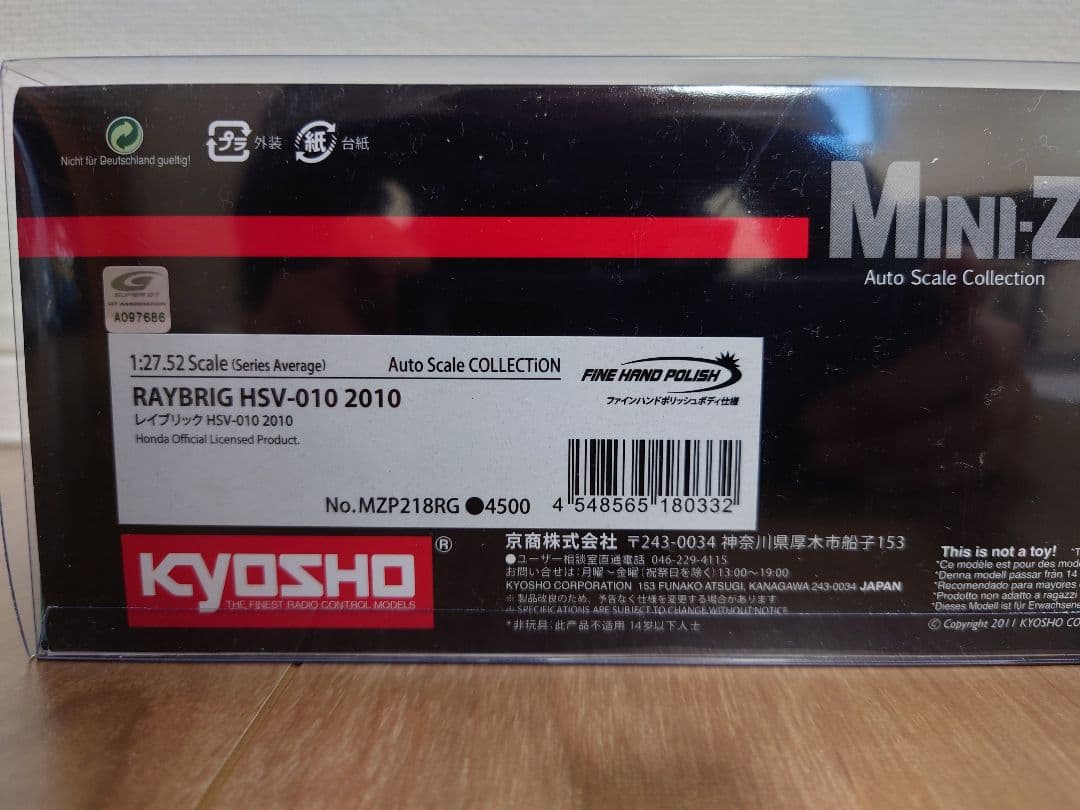 プラ 外装 紙 台紙
Nicht für Deutschland gueltig!
MINI-Z
Auto Scale Collection
SUPER GT
A097686
1:27.52 Scale (Series Average) Auto Scale COLLECTiON
FINE HAND POLISH
ファインハンドポリッシュボディ仕様
RAYBRIG HSV-010 2010
レイブリック HSV-010 2010
Honda Official Licensed Product.
No. MZP218RG ●4500
4 548565 180332
KYOSHO ®
THE FINEST RADIO CONTROL MODELS
京商株式会社 〒243-0034 神奈川県厚木市船子153
●ユーザー相談室直通電話 046-229-4115
お問い合せは:月曜~金曜(祝祭日を除く)13:00~19:00
KYOSHO CORPORATION 153 FUNAKO ATSUGI, KANAGAWA 243-0034 JAPAN
※ 製品改良のため、予告なく仕様を変更する場合があります
※ SPECIFICATIONS ARE SUBJECT TO CHANGE WITHOUT NOTICE
*非玩具:此产品不适用 14岁以下人士
This is not a toy!
*Ce modèle est pour des
*Denna modell passar från 14
*Recomendado para mayores
*Prodotto non adatto a ragazzi
*Dieses Modell ist für Erwachsene
© Copyright 2011 KYOSHO CO